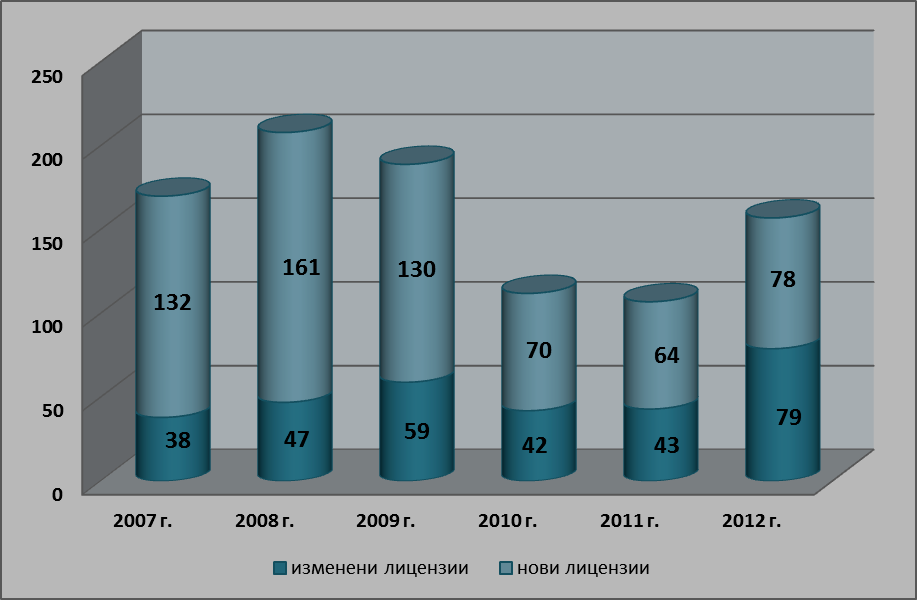 250
200
150
100
50
0
132
161
130
70
64
78
38
47
59
42
43
79
2007 г.
2008 г.
2009 г.
2010 г.
2011 г.
2012 г.
изменени лицензии
нови лицензии